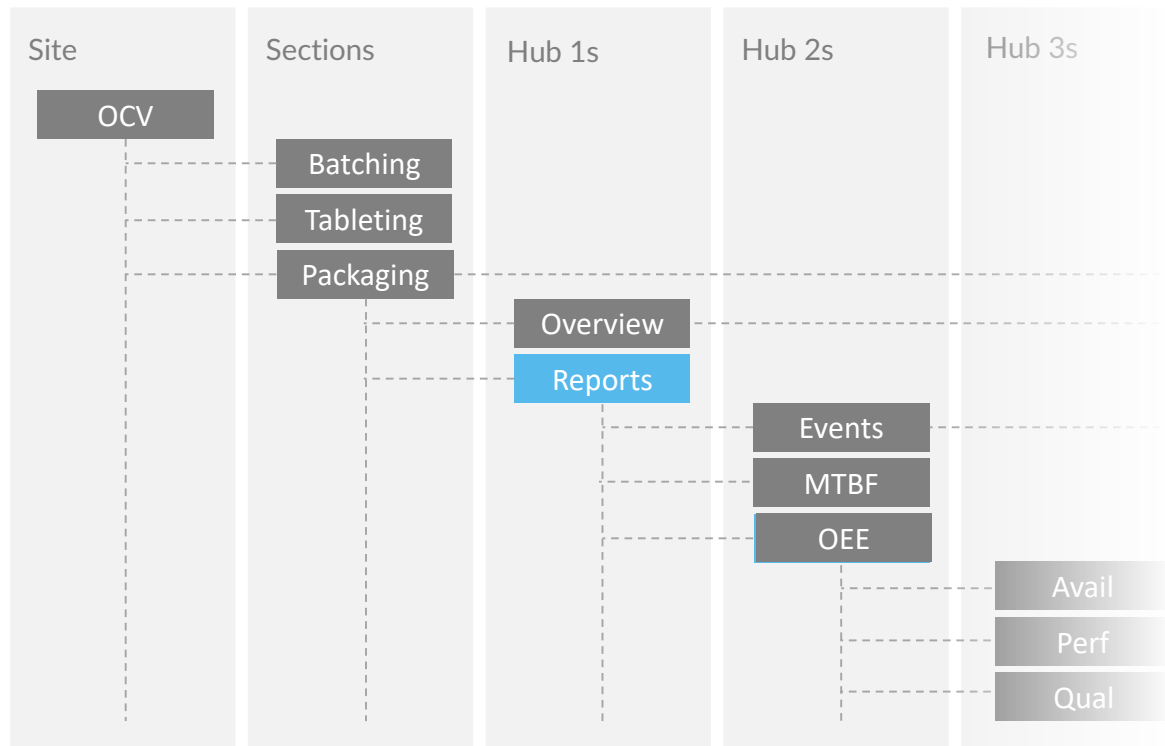 Site
Sections
Hub 1s
Hub 2s
Hub 3s
OCV
Batching
Tableting
Packaging
Overview
Reports
Events
MTBF
OEE
Avail
Perf
Qual